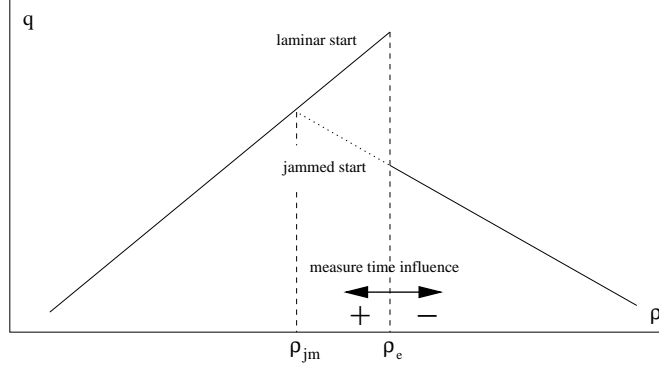 q
laminar start
jammed start
measure time influence
+ −
ρ
ρjm ρe